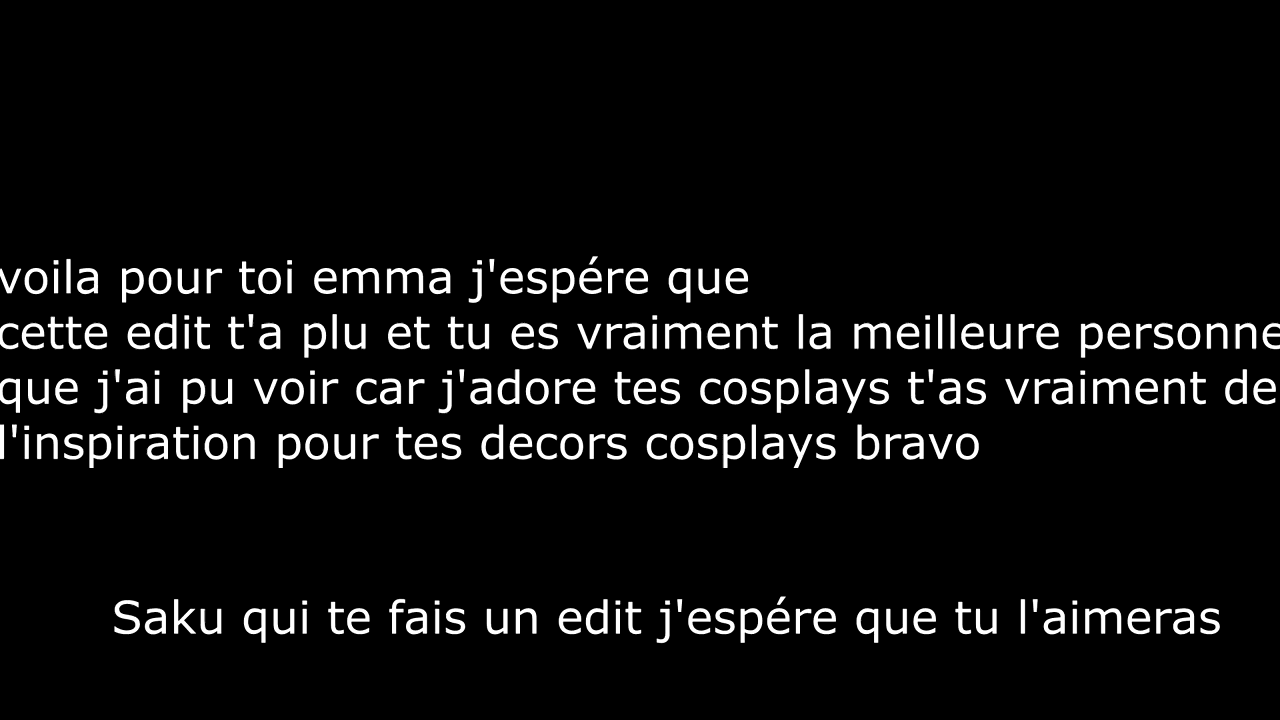 voila pour toi emma j'espére que
cette edit t'a plu et tu es vraiment la meilleure personne
que j'ai pu voir car j'adore tes cosplays t'as vraiment de
l'inspiration pour tes decors cosplays bravo
Saku qui te fais un edit j'espére que tu l'aimeras